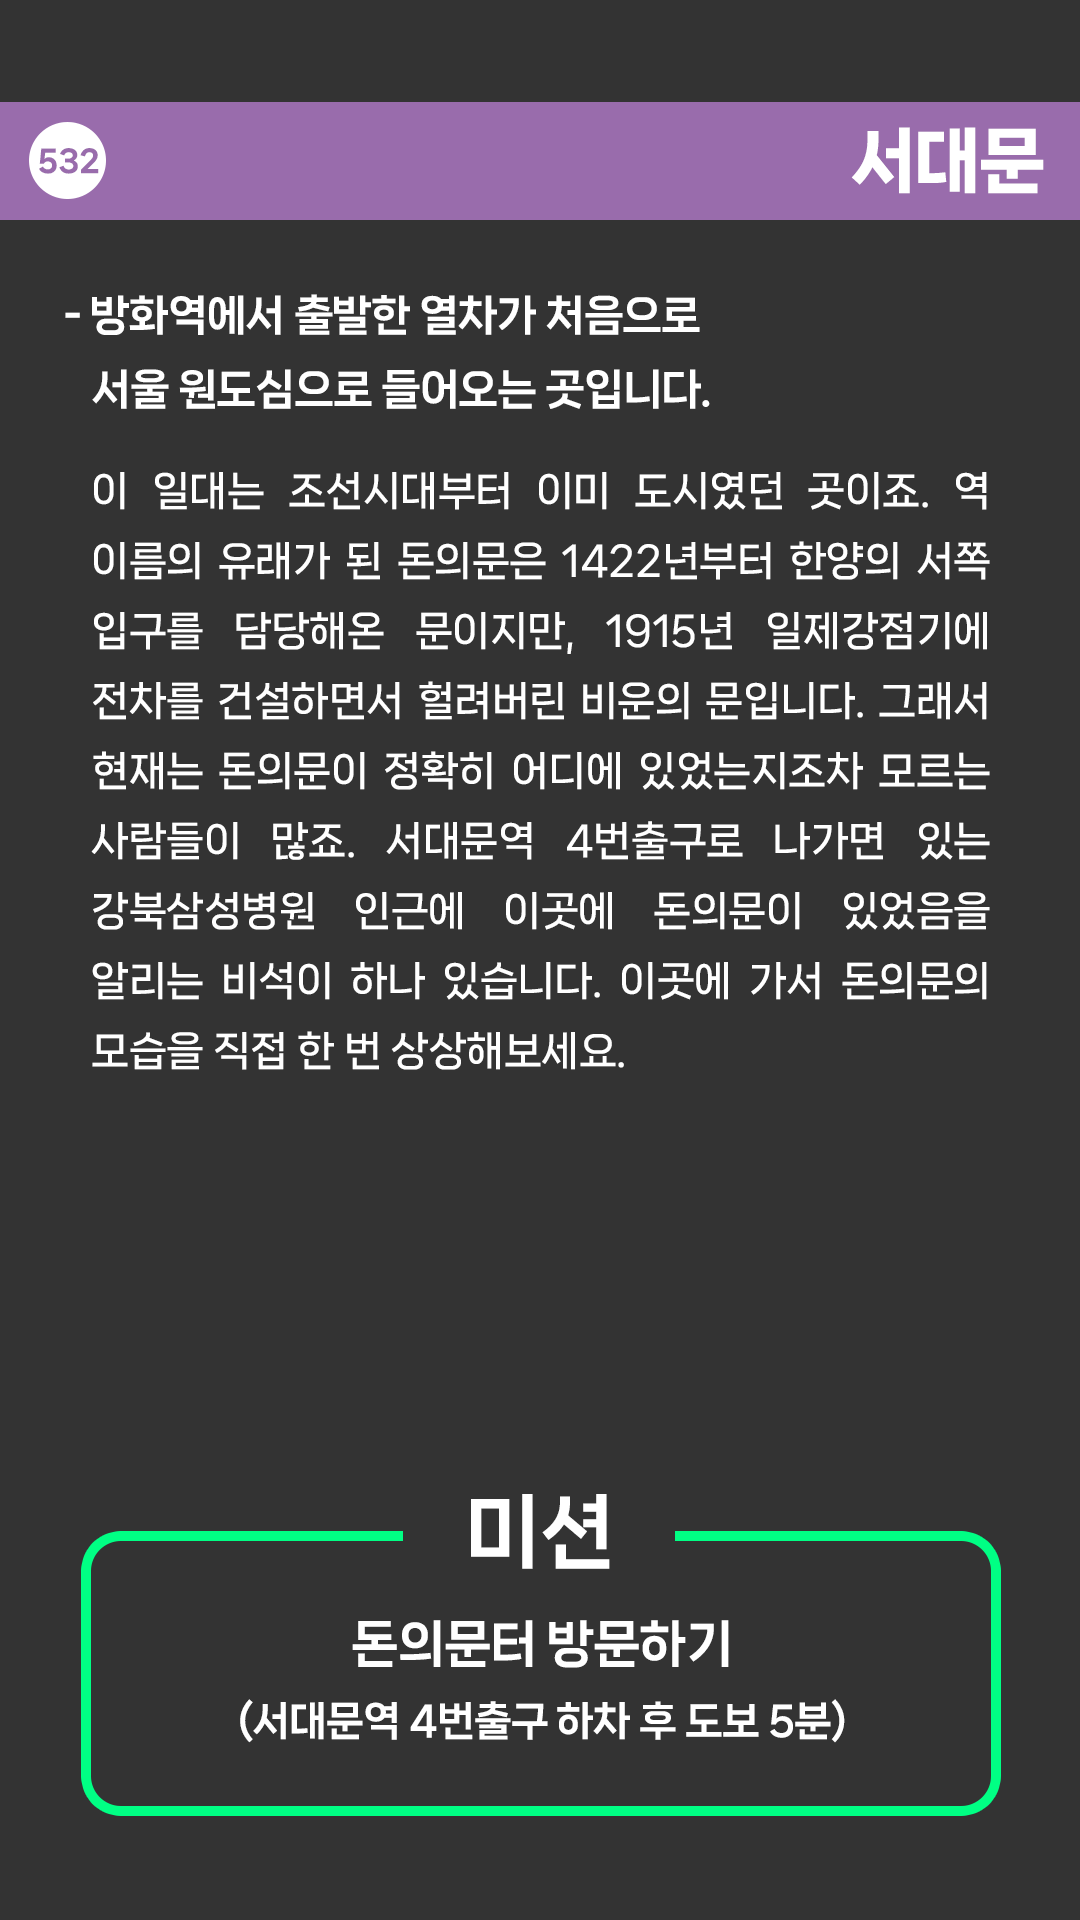 532
서대문
- 방화역에서 출발한 열차가 처음으로
서울 원도심으로 들어오는 곳입니다.
이 일대는 조선시대부터 이미 도시였던 곳이죠. 역
이름의 유래가 된 돈의문은 1422년부터 한양의 서쪽
입구를 담당해온 문이지만, 1915년 일제강점기에
전차를 건설하면서 헐려버린 비운의 문입니다. 그래서
현재는 돈의문이 정확히 어디에 있었는지조차 모르는
사람들이 많죠. 서대문역 4번출구로 나가면 있는
강북삼성병원 인근에 이곳에 돈의문이 있었음을
알리는 비석이 하나 있습니다. 이곳에 가서 돈의문의
모습을 직접 한 번 상상해보세요.
미션
돈의문터 방문하기
(서대문역 4번출구 하차 후 도보 5분)